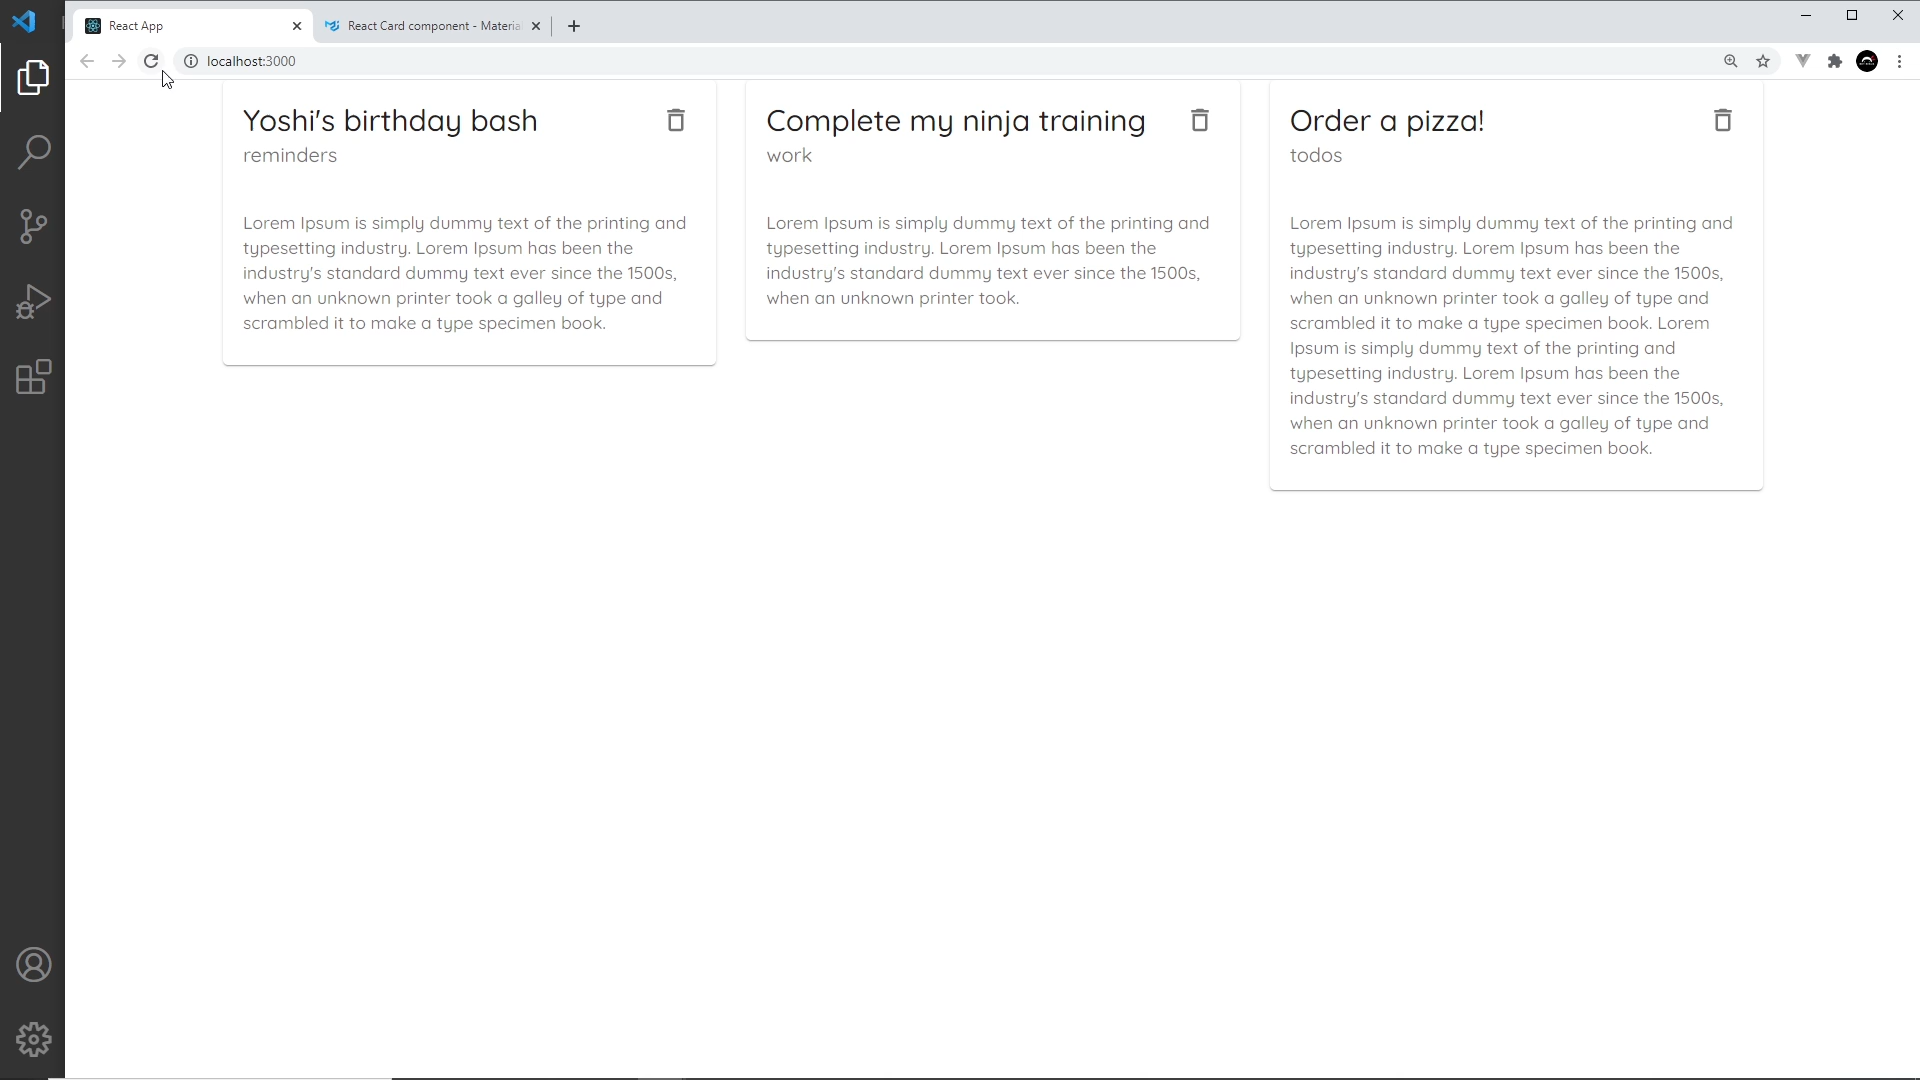 React App
React Card component - Materia
localhost:3000
Yoshi's birthday bash
reminders
Lorem Ipsum is simply dummy text of the printing and
typesetting industry. Lorem Ipsum has been the
industry's standard dummy text ever since the 1500s,
when an unknown printer took a galley of type and
scrambled it to make a type specimen book.
Complete my ninja training
work
Lorem Ipsum is simply dummy text of the printing and
typesetting industry. Lorem Ipsum has been the
industry's standard dummy text ever since the 1500s,
when an unknown printer took.
Order a pizza!
todos
Lorem Ipsum is simply dummy text of the printing and
typesetting industry. Lorem Ipsum has been the
industry's standard dummy text ever since the 1500s,
when an unknown printer took a galley of type and
scrambled it to make a type specimen book. Lorem
Ipsum is simply dummy text of the printing and
typesetting industry. Lorem Ipsum has been the
industry's standard dummy text ever since the 1500s,
when an unknown printer took a galley of type and
scrambled it to make a type specimen book.